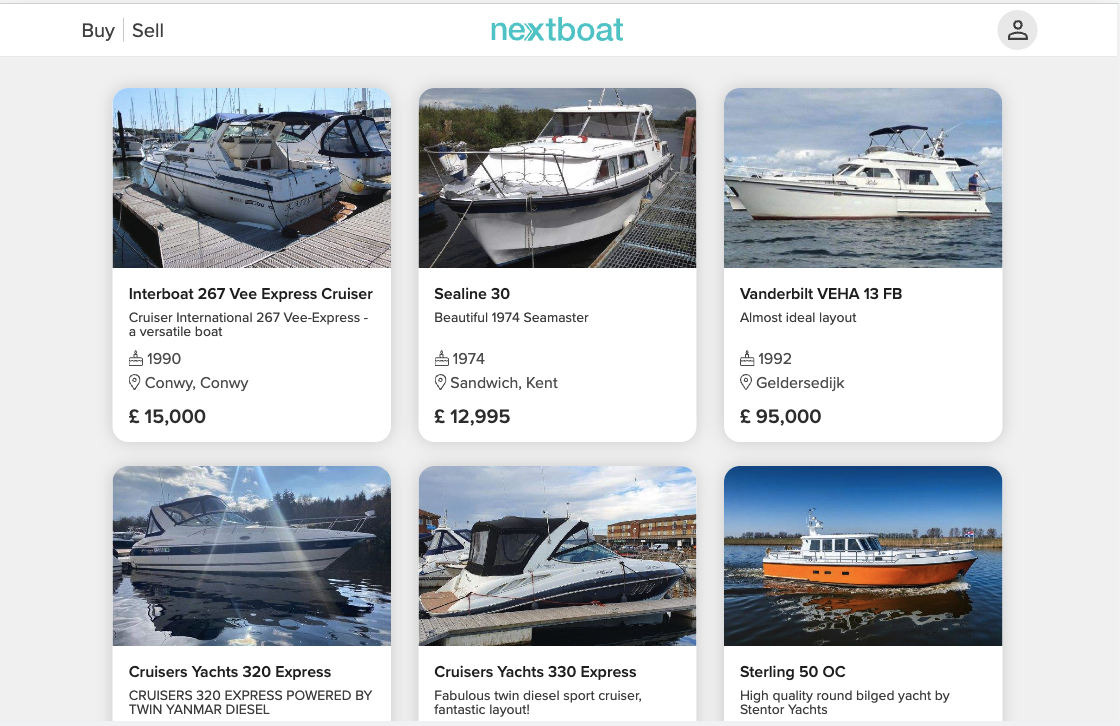 Buy Sell
nextboat
Interboat 267 Vee Express Cruiser
Cruiser International 267 Vee-Express -
a versatile boat
1990
Conwy, Conwy
£ 15,000
Sealine 30
Beautiful 1974 Seamaster
1974
Sandwich, Kent
£ 12,995
Vanderbilt VEHA 13 FB
Almost ideal layout
1992
Geldersedijk
£ 95,000
Cruisers Yachts 320 Express
CRUISERS 320 EXPRESS POWERED BY
TWIN YANMAR DIESEL
Cruisers Yachts 330 Express
Fabulous twin diesel sport cruiser,
fantastic layout!
Sterling 50 OC
High quality round bilged yacht by
Stentor Yachts